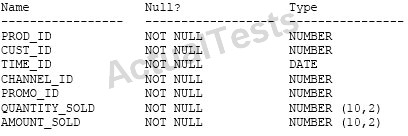 Name Null? Type
PROD_ID NOT NULL NUMBER
CUST_ID NOT NULL NUMBER
TIME_ID NOT NULL DATE
CHANNEL_ID NOT NULL NUMBER
PROMO_ID NOT NULL NUMBER
QUANTITY_SOLD NOT NULL NUMBER (10,2)
AMOUNT_SOLD NOT NULL NUMBER (10,2)
ActualTests